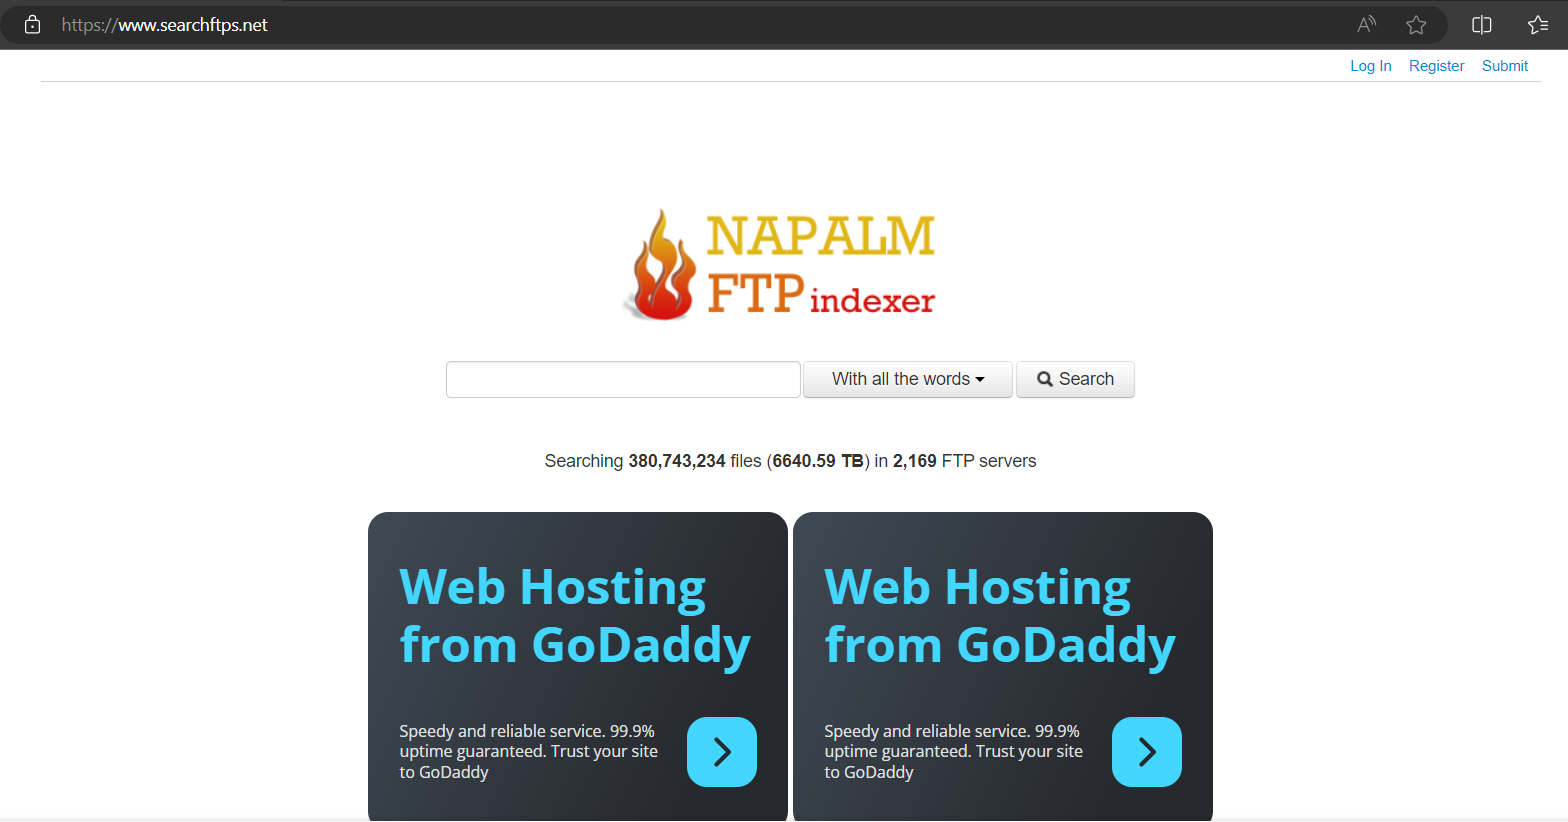 https://www.searchftps.net
Log In Register Submit
NAPALM
FTP indexer
With all the words Search
Searching 380,743,234 files (6640.59 TB) in 2,169 FTP servers
Web Hosting
from GoDaddy
Speedy and reliable service. 99.9%
uptime guaranteed. Trust your site
to GoDaddy
Web Hosting
from GoDaddy
Speedy and reliable service. 99.9%
uptime guaranteed. Trust your site
to GoDaddy